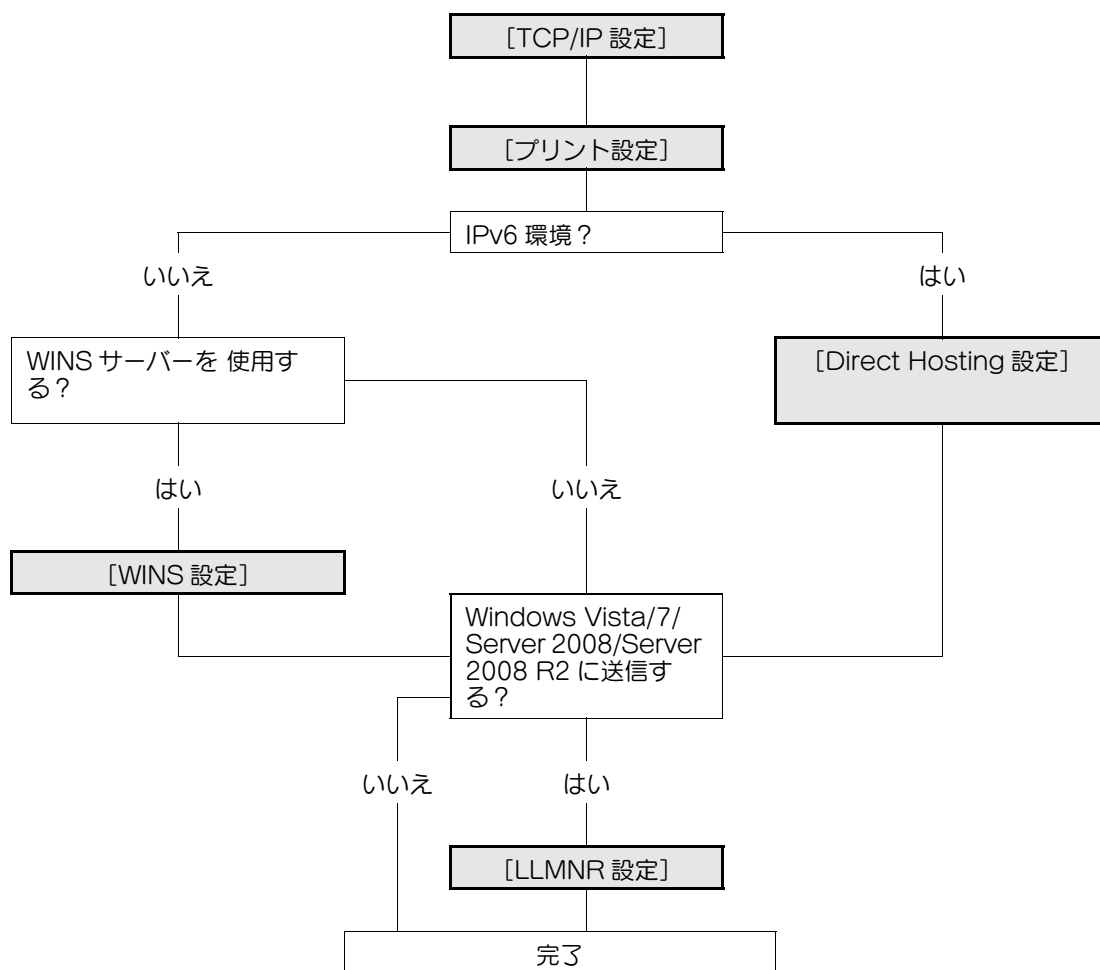 [TCP/IP 設定]
[プリント設定]
IPv6 環境？
いいえ
はい
WINS サーバーを 使用す
る？
[Direct Hosting 設定]
はい
いいえ
[WINS 設定]
Windows Vista/7/
Server 2008/Server
2008 R2 に送信す
る？
いいえ
はい
[LLMNR 設定]
完了